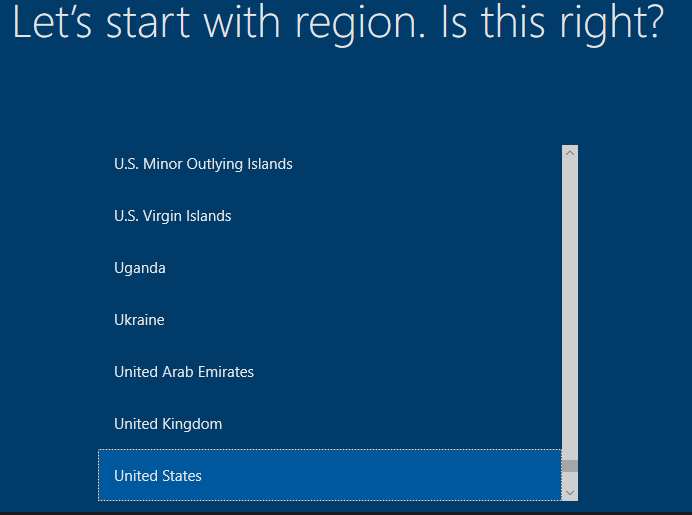 Let’s start with region. Is this right?
U.S. Minor Outlying Islands
U.S. Virgin Islands
Uganda
Ukraine
United Arab Emirates
United Kingdom
United States